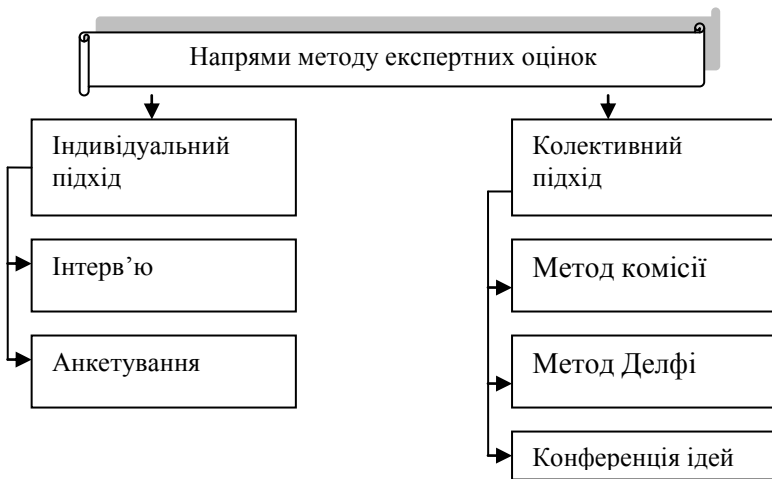 Напрями методу експертних оцінок
Індивідуальний
підхід
Інтерв’ю
Анкетування
Колективний
підхід
Метод комісії
Метод Делфі
Конференція ідей